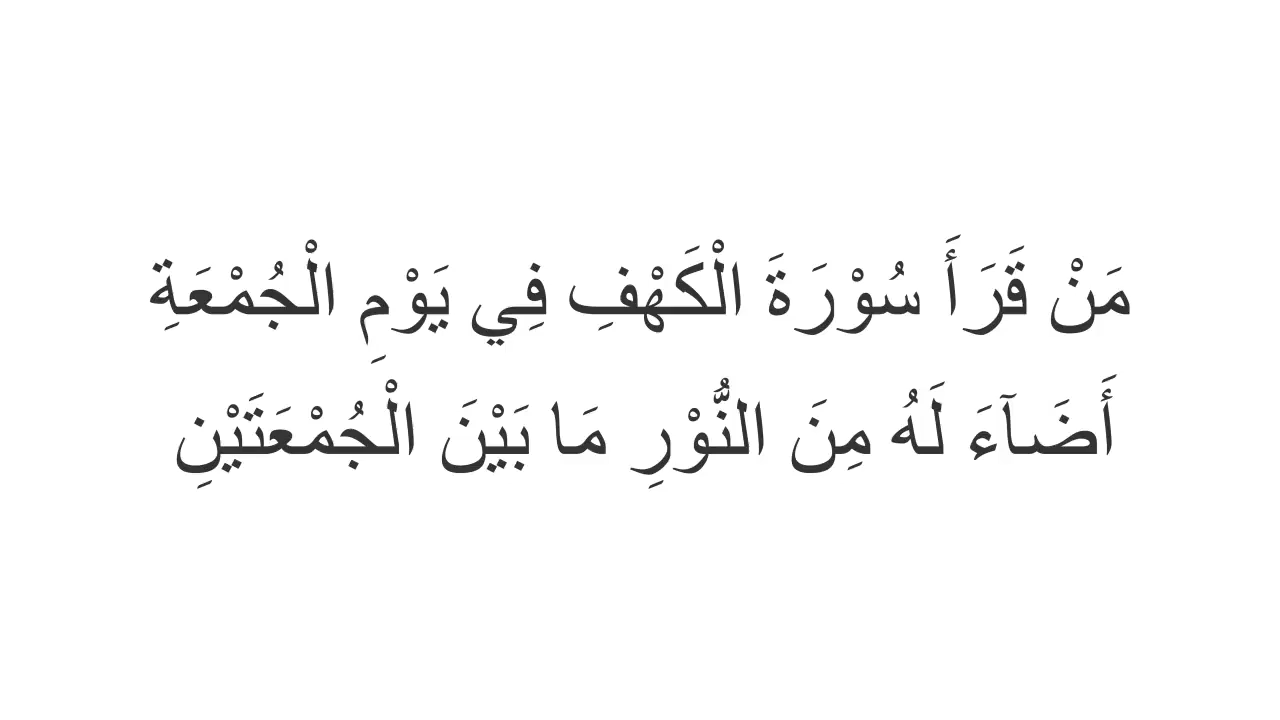 مَنْ قَرَأَ سُوْرَةَ الْكَهْفِ فِي يَوْمِ الْجُمْعَةِ
أَضَآءَ لَهُ مِنَ النُّوْرِ مَا بَيْنَ الْجُمْعَتَيْنِ